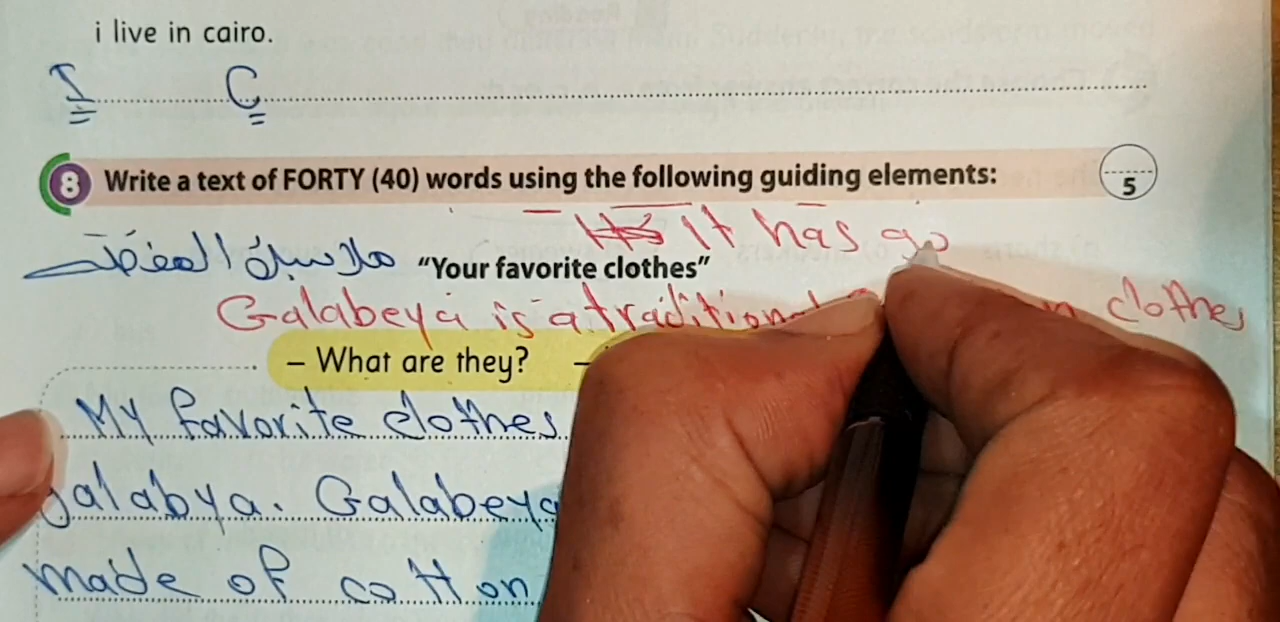 i live in cairo.
I C
8 Write a text of FORTY (40) words using the following guiding elements:
5
It has go
ملابسك المفضلة "Your favorite clothes"
Galabeya is a traditional clothes
– What are they? –
My favorite clothes
galabya. Galabeya
made of cotton